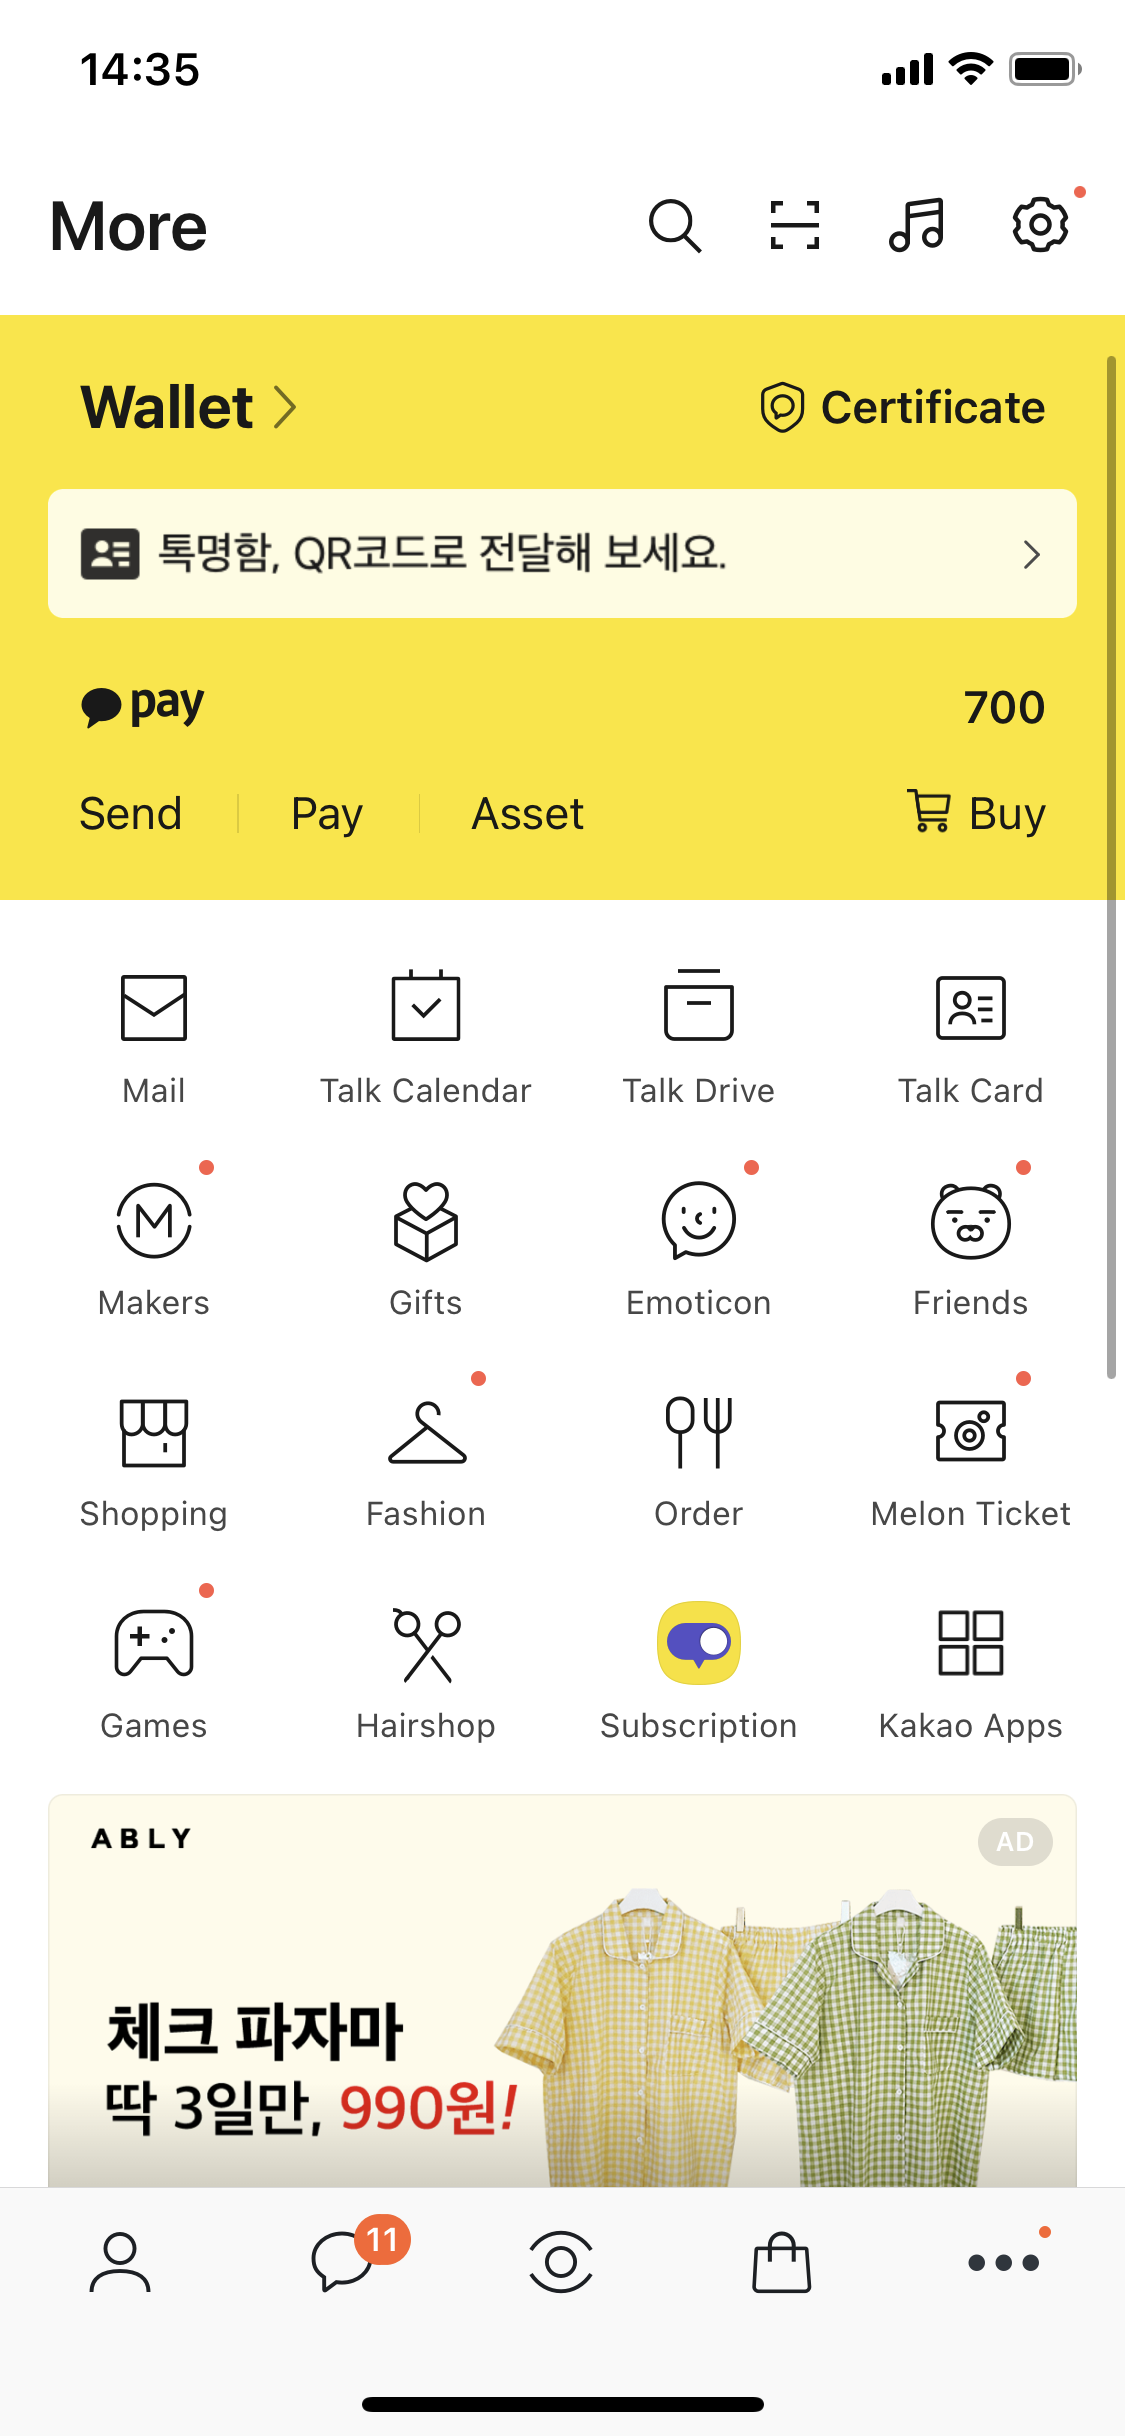 14:35
More
Wallet
Certificate
톡명함, QR코드로 전달해 보세요.
pay
700
Send
Pay
Asset
Buy
Mail
Talk Calendar
Talk Drive
Talk Card
M
Makers
Gifts
Emoticon
Friends
Shopping
Fashion
Order
Melon Ticket
Games
Hairshop
Subscription
Kakao Apps
ABLY
AD
체크 파자마
딱 3일만, 990원!
11